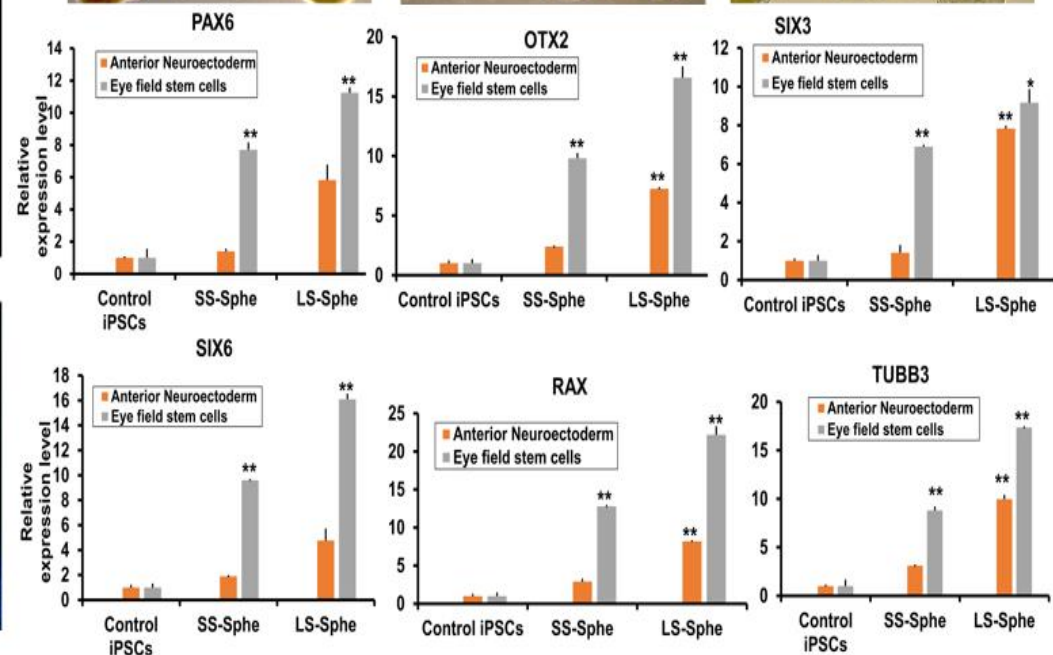 PAX6
14
12
10
8
6
4
2
0
Relative
expression level
Anterior Neuroectoderm
Eye field stem cells
**
**
Control
iPSCs
SS-Sphe
LS-Sphe
OTX2
20
15
10
5
0
Anterior Neuroectoderm
Eye field stem cells
**
**
**
Control iPSCs
SS-Sphe
LS-Sphe
SIX3
12
10
8
6
4
2
0
Anterior Neuroectoderm
Eye field stem cells
**
**
*
Control iPSCs
SS-Sphe
LS-Sphe
SIX6
18
16
14
12
10
8
6
4
2
0
Relative
expression level
Anterior Neuroectoderm
Eye field stem cells
**
**
Control
iPSCs
SS-Sphe
LS-Sphe
RAX
25
20
15
10
5
0
Anterior Neuroectoderm
Eye field stem cells
**
**
**
Control iPSCs
SS-Sphe
LS-Sphe
TUBB3
20
15
10
5
0
Anterior Neuroectoderm
Eye field stem cells
**
**
**
Control
iPSCs
SS-Sphe
LS-Sphe